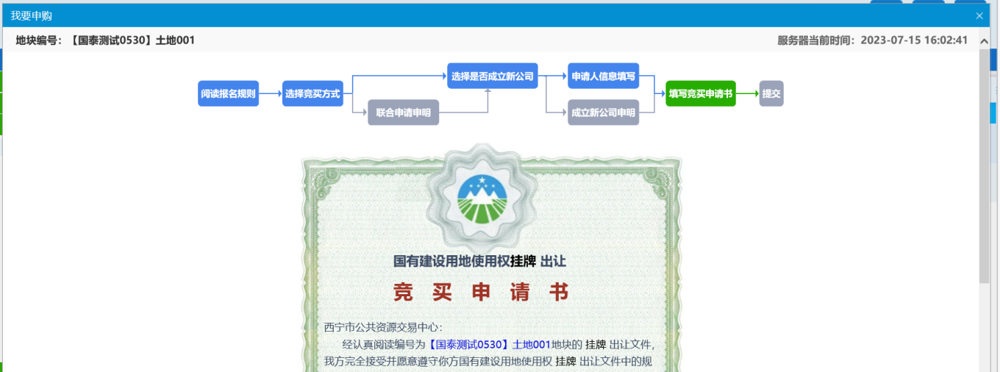 我要申购
地块编号：【国泰测试0530】土地001
服务器当前时间：2023-07-15 16:02:41
阅读报名规则
选择竞买方式
联合申请申明
选择是否成立新公司
申请人信息填写
成立新公司申明
填写竞买申请书
提交
国有建设用地使用权挂牌 出让
竞 买 申 请 书
西宁市公共资源交易中心：
经认真阅读编号为【国泰测试0530】土地001地块的 挂牌 出让文件，
我方完全接受并愿意遵守你方国有建设用地使用权 挂牌 出让文件中的规